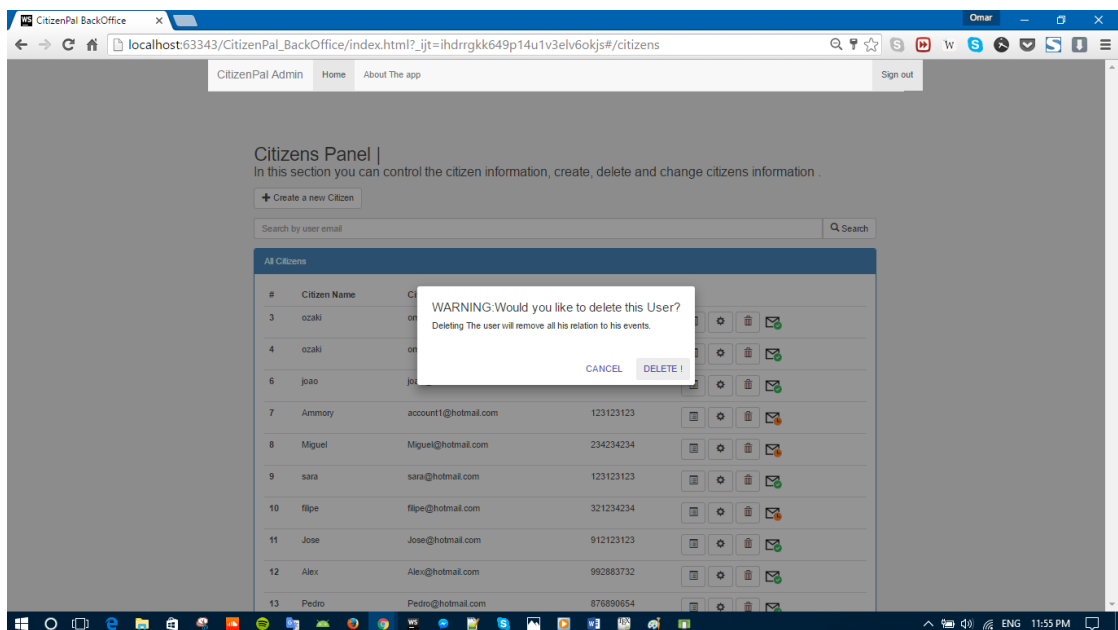 CitizenPal BackOffice
Omar
localhost:63343/CitizenPal_BackOffice/index.html?_ijt=ihdrrgkk649p14u1v3elv6okjs#/citizens
CitizenPal Admin Home About The app Sign out
Citizens Panel |
In this section you can control the citizen information, create, delete and change citizens information .
Create a new Citizen
Search by user email Search
All Citizens
# Citizen Name
3 ozaki
4 ozaki
6 joao
WARNING:Would you like to delete this User?
Deleting The user will remove all his relation to his events.
CANCEL DELETE !
7 Ammory account1@hotmail.com 123123123
8 Miguel Miguel@hotmail.com 234234234
9 sara sara@hotmail.com 123123123
10 filipe filipe@hotmail.com 321234234
11 Jose Jose@hotmail.com 912123123
12 Alex Alex@hotmail.com 992883732
13 Pedro Pedro@hotmail.com 876890654
ENG 11:55 PM